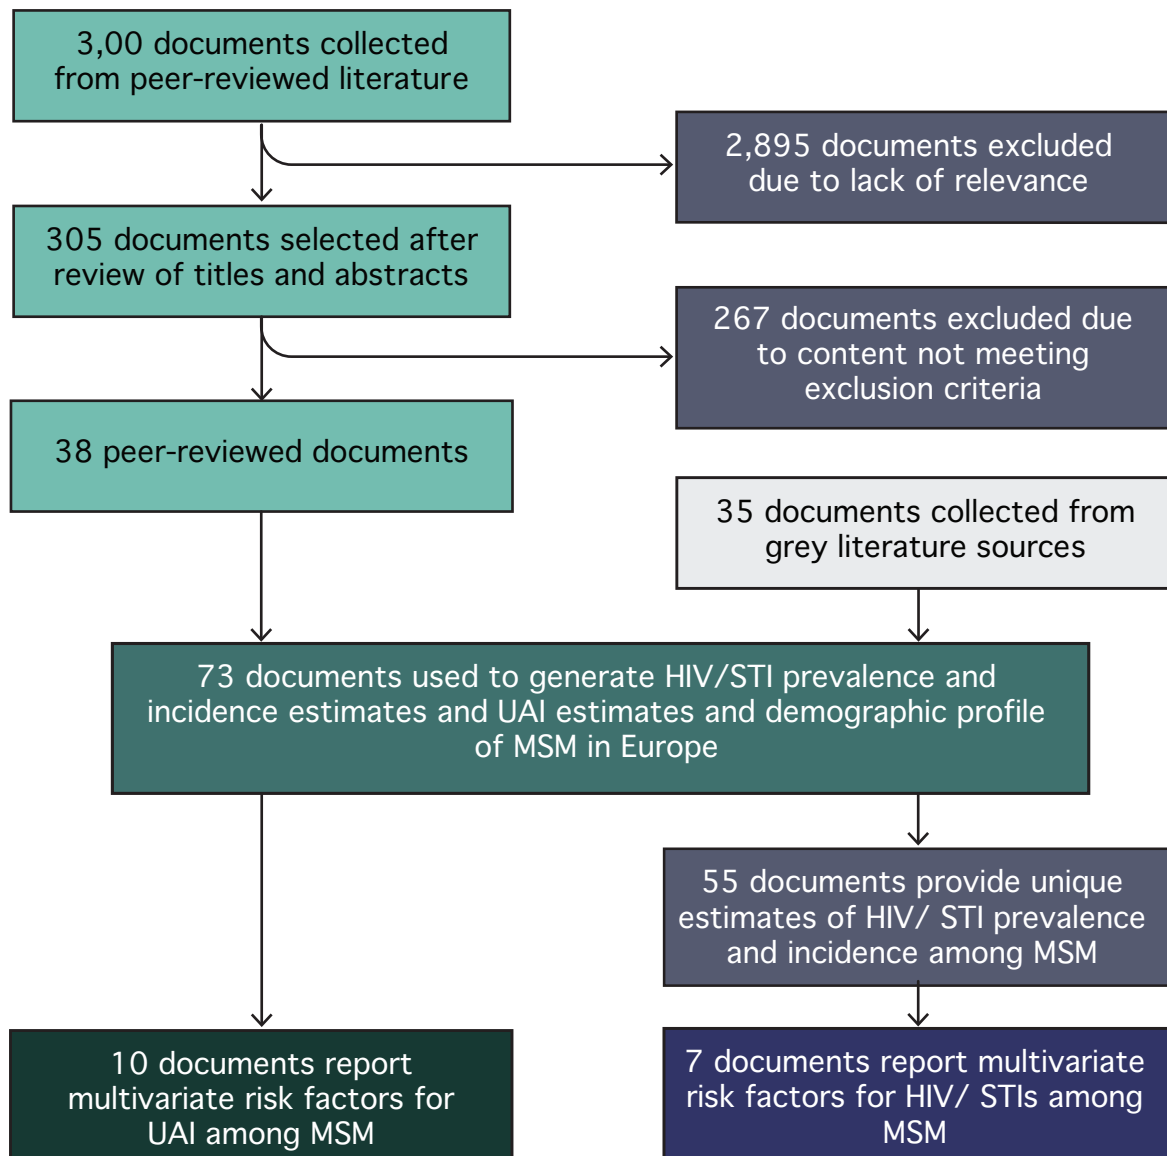 3,00 documents collected
from peer-reviewed literature
2,895 documents excluded
due to lack of relevance
305 documents selected after
review of titles and abstracts
267 documents excluded due
to content not meeting
exclusion criteria
38 peer-reviewed documents
35 documents collected from
grey literature sources
73 documents used to generate HIV/STI prevalence and
incidence estimates and UAI estimates and demographic profile
of MSM in Europe
55 documents provide unique
estimates of HIV/ STI prevalence
and incidence among MSM
10 documents report
multivariate risk factors for
UAI among MSM
7 documents report multivariate
risk factors for HIV/ STIs among
MSM